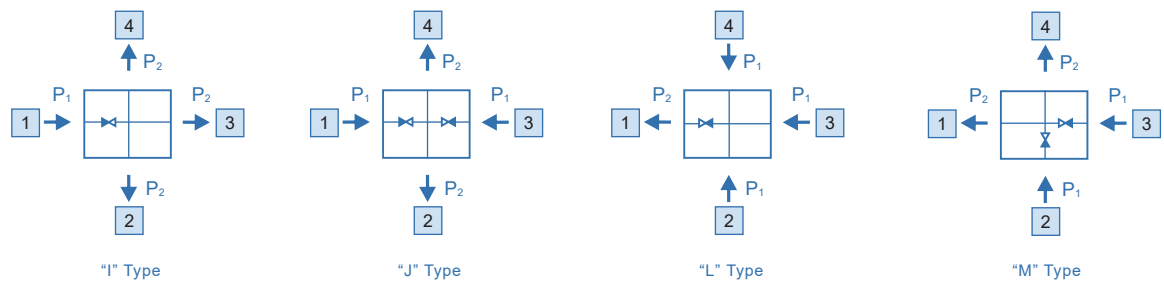 4 4 4 4
P₂ P₂ P₁ P₂
P₁ P₂ P₁ P₁ P₂ P₁ P₂ P₁
1 3 1 3 1 3 1 3
P₂ P₂ P₁ P₁
2 2 2 2
“I” Type “J” Type “L” Type “M” Type